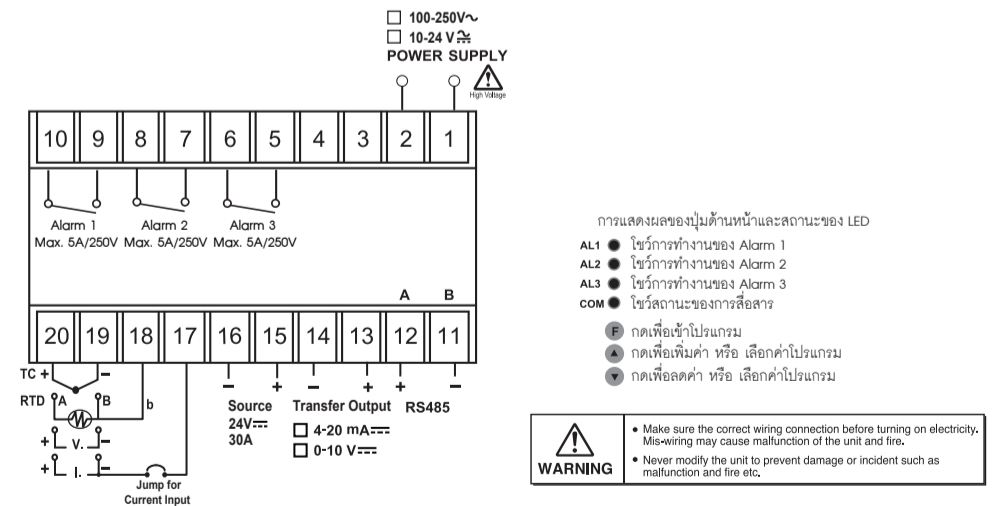 100-250V~
10-24 V
POWER SUPPLY
High Voltage
10 9 8 7 6 5 4 3 2 1
Alarm 1 Alarm 2 Alarm 3
Max. 5A/250V Max. 5A/250V Max. 5A/250V
A B
20 19 18 17 16 15 14 13 12 11
TC + –
RTD A B b
+ V. –
+ I. –
Jump for
Current Input
– + – + + –
Source Transfer Output RS485
24V
30A
4-20 mA
0-10 V
การแสดงผลของปุ่มด้านหน้าและสถานะของ LED
AL1 โชว์การทำงานของ Alarm 1
AL2 โชว์การทำงานของ Alarm 2
AL3 โชว์การทำงานของ Alarm 3
COM โชว์สถานะของการสื่อสาร
F กดเพื่อเข้าโปรแกรม
▲ กดเพื่อเพิ่มค่า หรือ เลือกค่าโปรแกรม
▼ กดเพื่อลดค่า หรือ เลือกค่าโปรแกรม
WARNING
• Make sure the correct wiring connection before turning on electricity.
Mis-wiring may cause malfunction of the unit and fire.
• Never modify the unit to prevent damage or incident such as
malfunction and fire etc.